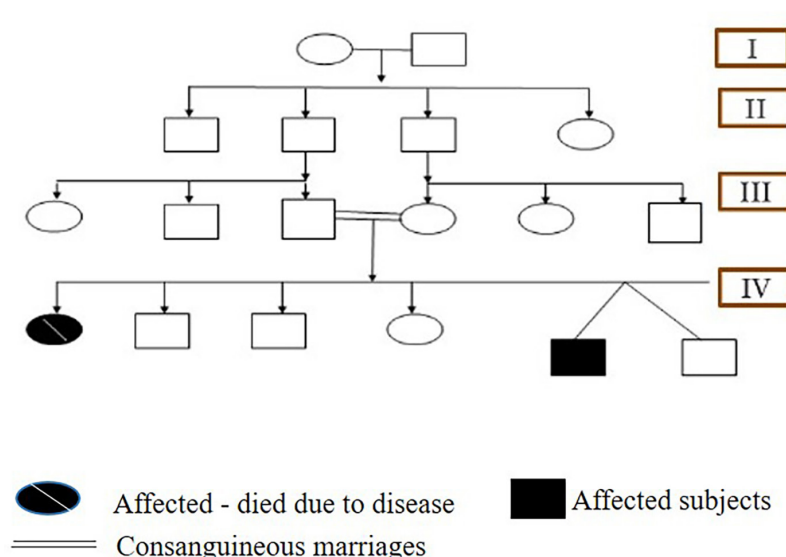 I
II
III
IV
Affected - died due to disease
Affected subjects
Consanguineous marriages